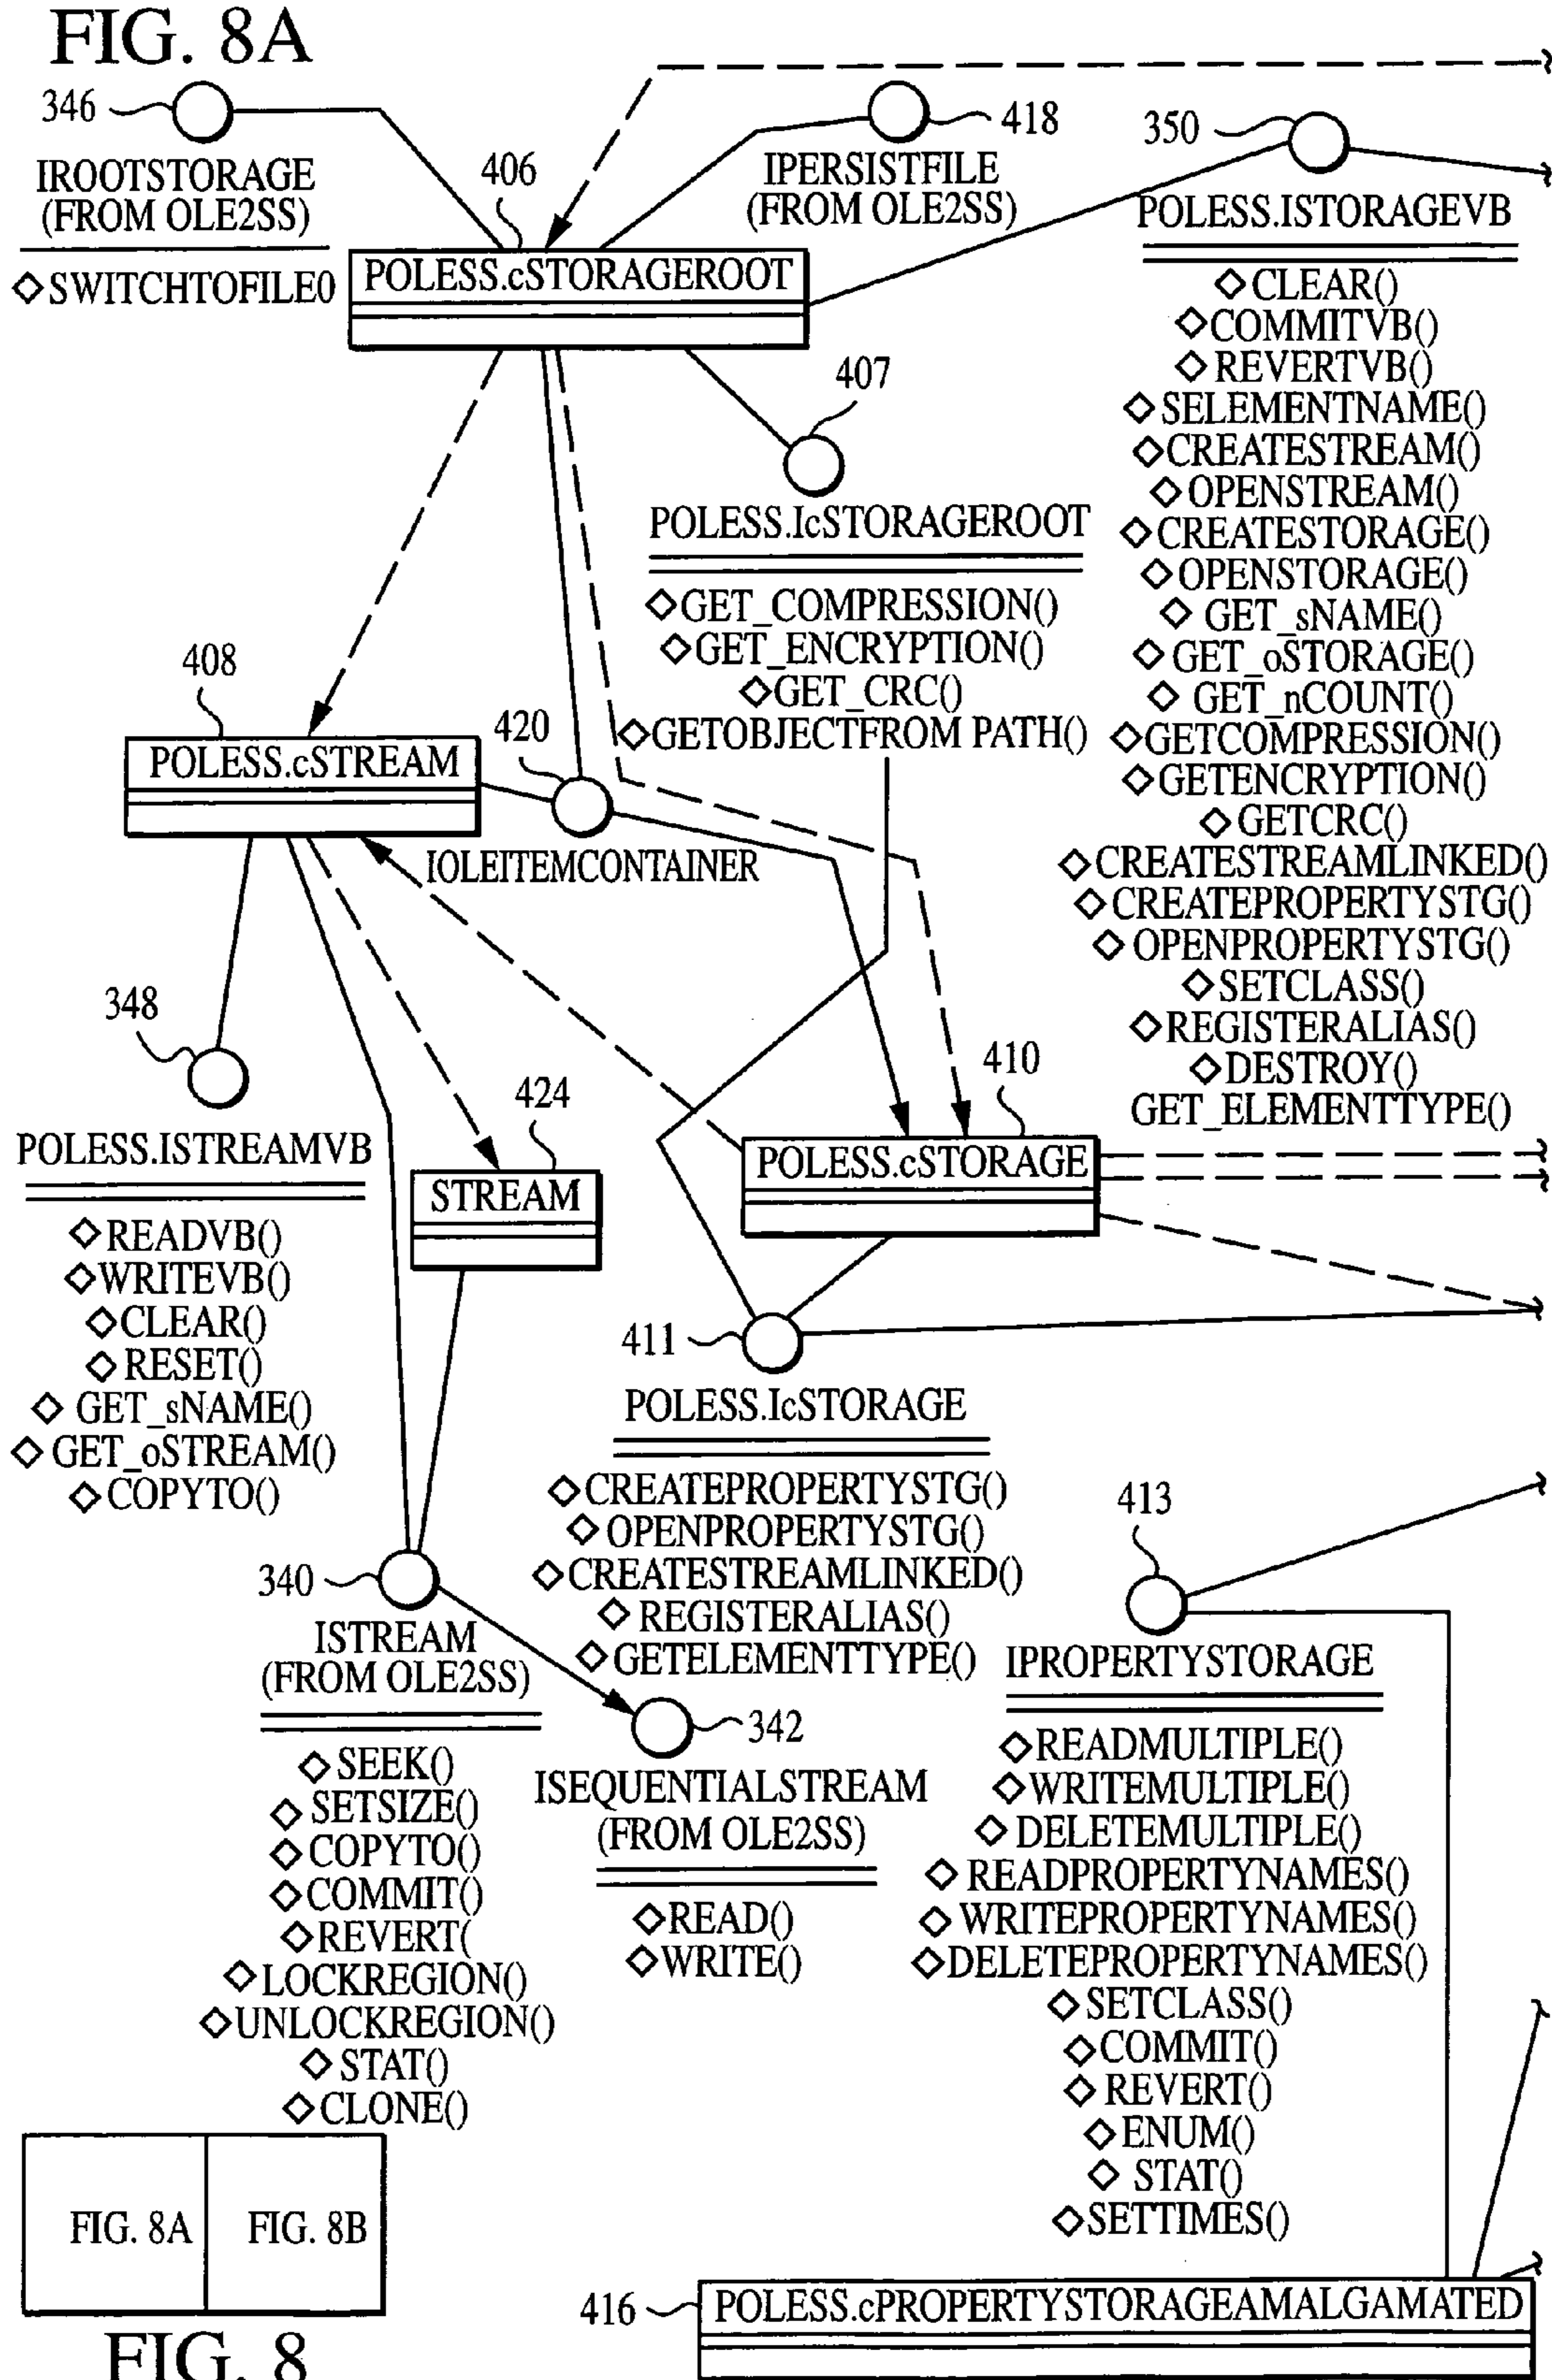 FIG. 8A
346
IROOTSTORAGE
(FROM OLE2SS)
◇SWITCHTOFILE0
406
POLESS.cSTORAGEROOT
418
IPERSISTFILE
(FROM OLE2SS)
350
POLESS.ISTORAGEVB
◇CLEAR()
◇COMMITVB()
◇REVERTVB()
◇SELEMENTNAME()
◇CREATESTREAM()
◇OPENSTREAM()
◇CREATESTORAGE()
◇OPENSTORAGE()
◇GET_sNAME()
◇GET_oSTORAGE()
◇GET_nCOUNT()
◇GETCOMPRESSION()
◇GETENCRYPTION()
◇GETCRC()
◇CREATESTREAMLINKED()
◇CREATEPROPERTYSTG()
◇OPENPROPERTYSTG()
◇SETCLASS()
◇REGISTERALIAS()
◇DESTROY()
GET_ELEMENTTYPE()
407
POLESS.IcSTORAGEROOT
◇GET_COMPRESSION()
◇GET_ENCRYPTION()
◇GET_CRC()
◇GETOBJECTFROM PATH()
408
POLESS.cSTREAM
420
IOLEITEMCONTAINER
348
POLESS.ISTREAMVB
◇READVB()
◇WRITEVB()
◇CLEAR()
◇RESET()
◇GET_sNAME()
◇GET_oSTREAM()
◇COPYTO()
424
STREAM
410
POLESS.cSTORAGE
411
POLESS.IcSTORAGE
◇CREATEPROPERTYSTG()
◇OPENPROPERTYSTG()
◇CREATESTREAMLINKED()
◇REGISTERALIAS()
◇GETELEMENTTYPE()
340
ISTREAM
(FROM OLE2SS)
◇SEEK()
◇SETSIZE()
◇COPYTO()
◇COMMIT()
◇REVERT(
◇LOCKREGION()
◇UNLOCKREGION()
◇STAT()
◇CLONE()
342
ISEQUENTIALSTREAM
(FROM OLE2SS)
◇READ()
◇WRITE()
413
IPROPERTYSTORAGE
◇READMULTIPLE()
◇WRITEMULTIPLE()
◇DELETEMULTIPLE()
◇READPROPERTYNAMES()
◇WRITEPROPERTYNAMES()
◇DELETEPROPERTYNAMES()
◇SETCLASS()
◇COMMIT()
◇REVERT()
◇ENUM()
◇STAT()
◇SETTIMES()
416
POLESS.cPROPERTYSTORAGEAMALGAMATED
FIG. 8A
FIG. 8B
FIG. 8